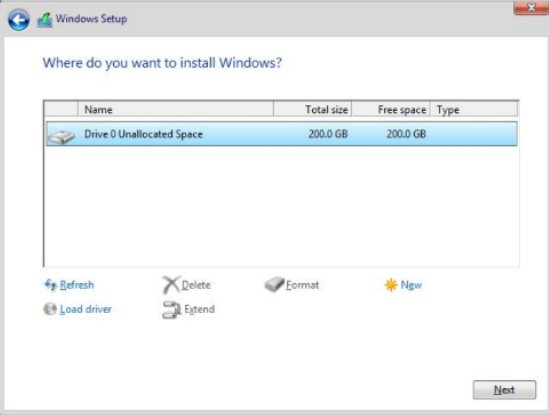 Windows Setup
Where do you want to install Windows?
Name Total size Free space Type
Drive 0 Unallocated Space 200.0 GB 200.0 GB
Refresh Delete Format New
Load driver Extend
Next